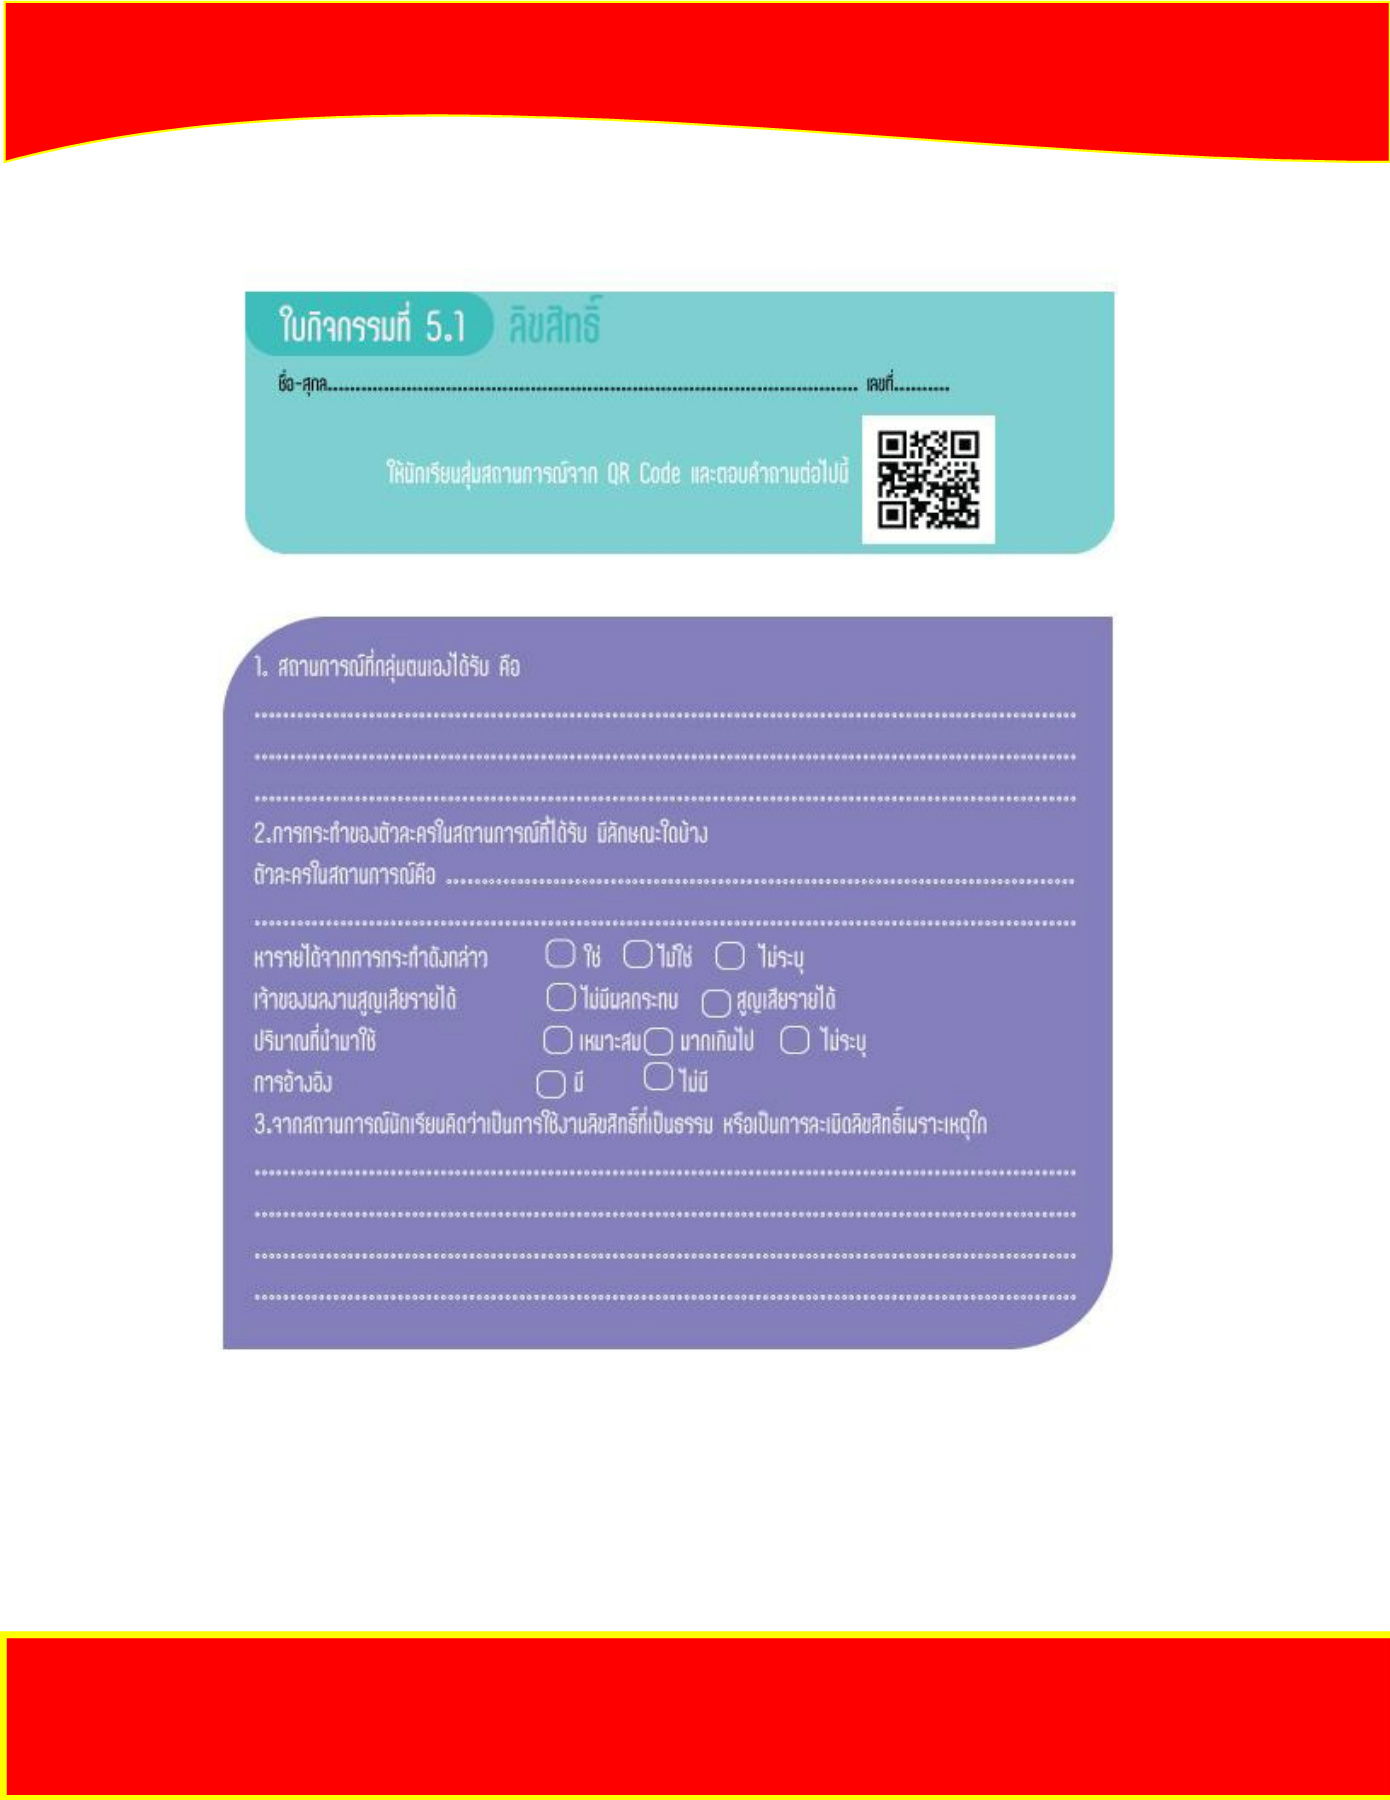 ใบกิจกรรมที่ 5.1 ลิขสิทธิ์
ชื่อ-สุกล.................................................................................................. เลขที่..........
ให้นักเรียนสุ่มสถานการณ์จาก QR Code และตอบคำถามต่อไปนี้
1. สถานการณ์ที่กลุ่มตนเองได้รับ คือ
2.การกระทำของตัวละครในสถานการณ์ที่ได้รับ มีลักษณะใดบ้าง
ตัวละครในสถานการณ์คือ ..........................................................................................
หารายได้จากการกระทำดังกล่าว ใช่ ไม่ใช่ ไม่ระบุ
เจ้าของผลงานสูญเสียรายได้ ไม่มีผลกระทบ สูญเสียรายได้
ปริมาณที่นำมาใช้ เหมาะสม มากเกินไป ไม่ระบุ
การอ้างอิง มี ไม่มี
3.จากสถานการณ์นักเรียนคิดว่าเป็นการใช้งานลิขสิทธิ์ที่เป็นธรรม หรือเป็นการละเมิดลิขสิทธิ์เพราะเหตุใด